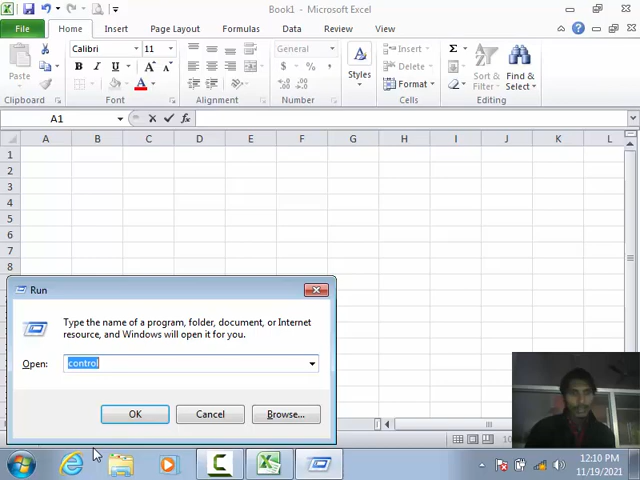 Book1 - Microsoft Excel
File Home Insert Page Layout Formulas Data Review View
Calibri 11 General
Paste B I U A $ % , Styles Insert Delete Format Σ Sort & Filter Find & Select
Clipboard Font Alignment Number Cells Editing
A1 fx
A B C D E F G H I J K L
1
2
3
4
5
6
7
8
Run
Type the name of a program, folder, document, or Internet
resource, and Windows will open it for you.
Open: control
OK Cancel Browse...
12:10 PM
11/19/2021